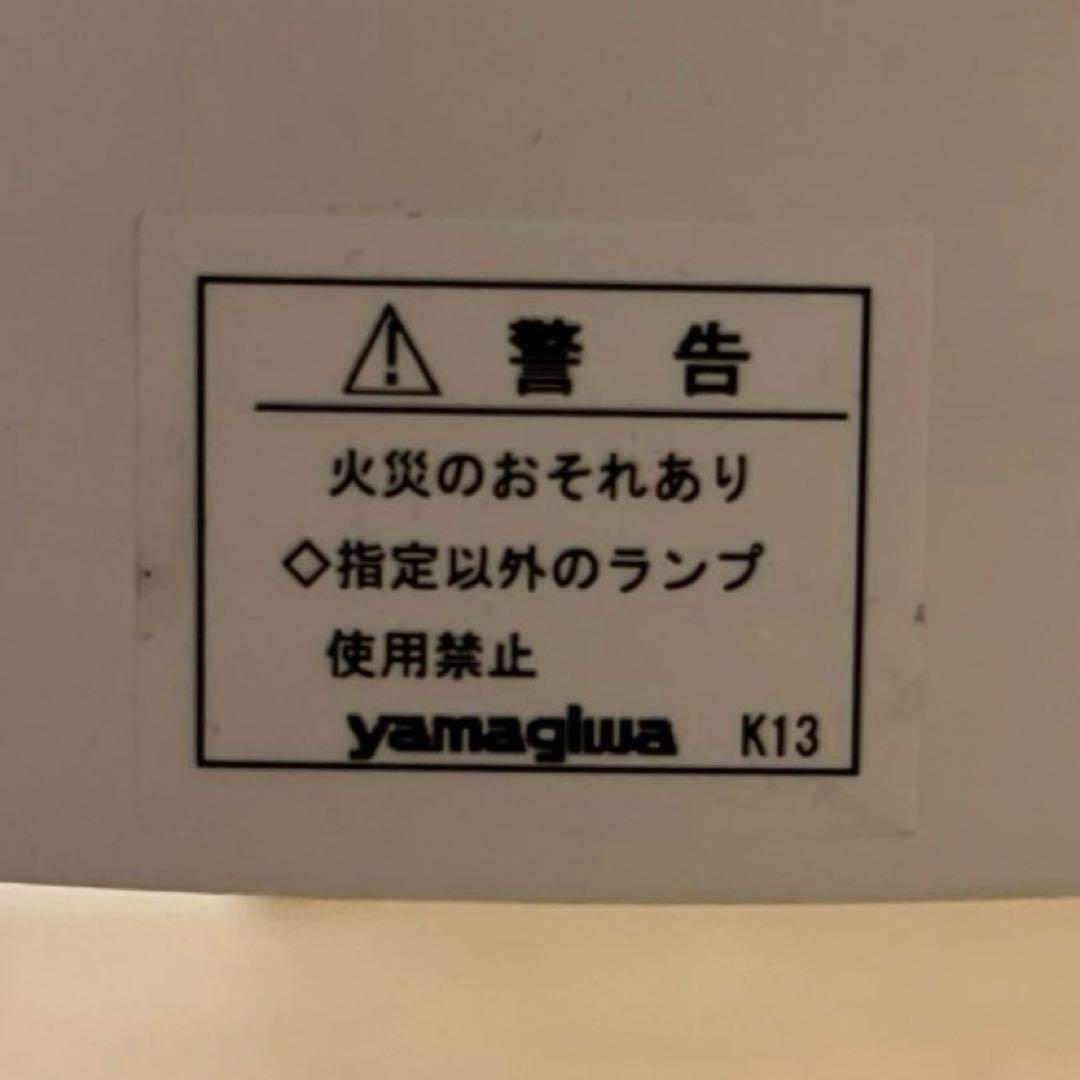 警 告
火災のおそれあり
◇指定以外のランプ
使用禁止
yamagiwa K13